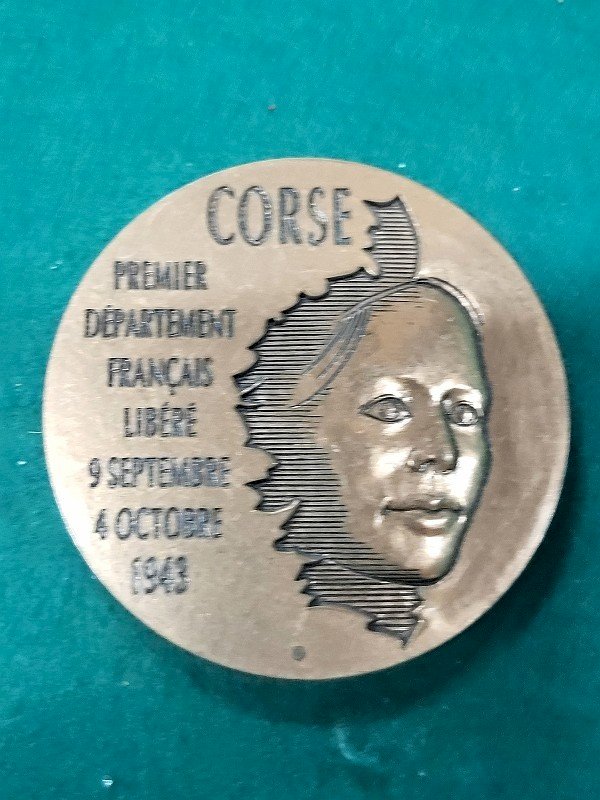 CORSE
PREMIER
DÉPARTEMENT
FRANÇAIS
LIBÉRÉ
9 SEPTEMBRE
4 OCTOBRE
1943